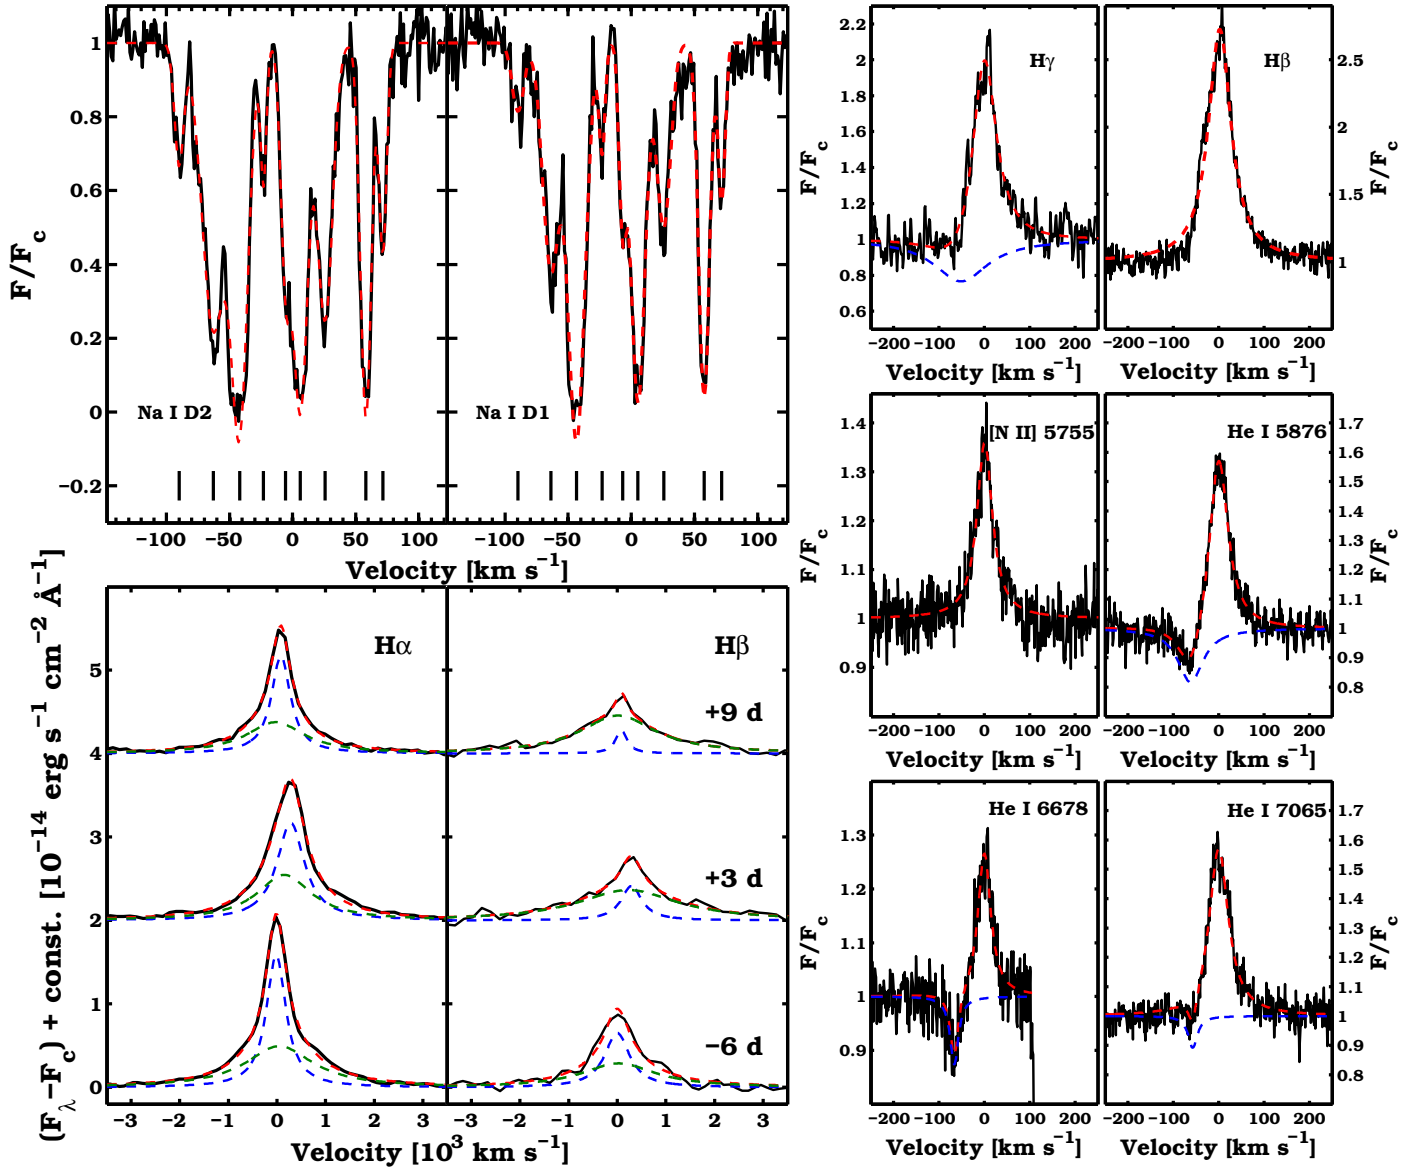 F/Fc
1
0.8
0.6
0.4
0.2
0
−0.2
Na I D2
Na I D1
−100 −50 0 50 100
−100 −50 0 50 100
Velocity [km s−1]
(Fλ−Fc) + const. [10−14 erg s−1 cm−2 Å−1]
5
4
3
2
1
0
Hα
Hβ
+9 d
+3 d
−6 d
−3 −2 −1 0 1 2 3
−3 −2 −1 0 1 2 3
Velocity [103 km s−1]
F/Fc
2.2
2
1.8
1.6
1.4
1.2
1
0.8
0.6
Hγ
−200 −100 0 100 200
Velocity [km s−1]
Hβ
2.5
2
1.5
1
F/Fc
−200 −100 0 100 200
Velocity [km s−1]
F/Fc
1.4
1.3
1.2
1.1
1
0.9
[N II] 5755
−200 −100 0 100 200
Velocity [km s−1]
He I 5876
1.7
1.6
1.5
1.4
1.3
1.2
1.1
1
0.9
0.8
F/Fc
−200 −100 0 100 200
Velocity [km s−1]
F/Fc
1.3
1.2
1.1
1
0.9
He I 6678
−200 −100 0 100 200
Velocity [km s−1]
He I 7065
1.7
1.6
1.5
1.4
1.3
1.2
1.1
1
0.9
0.8
F/Fc
−200 −100 0 100 200
Velocity [km s−1]